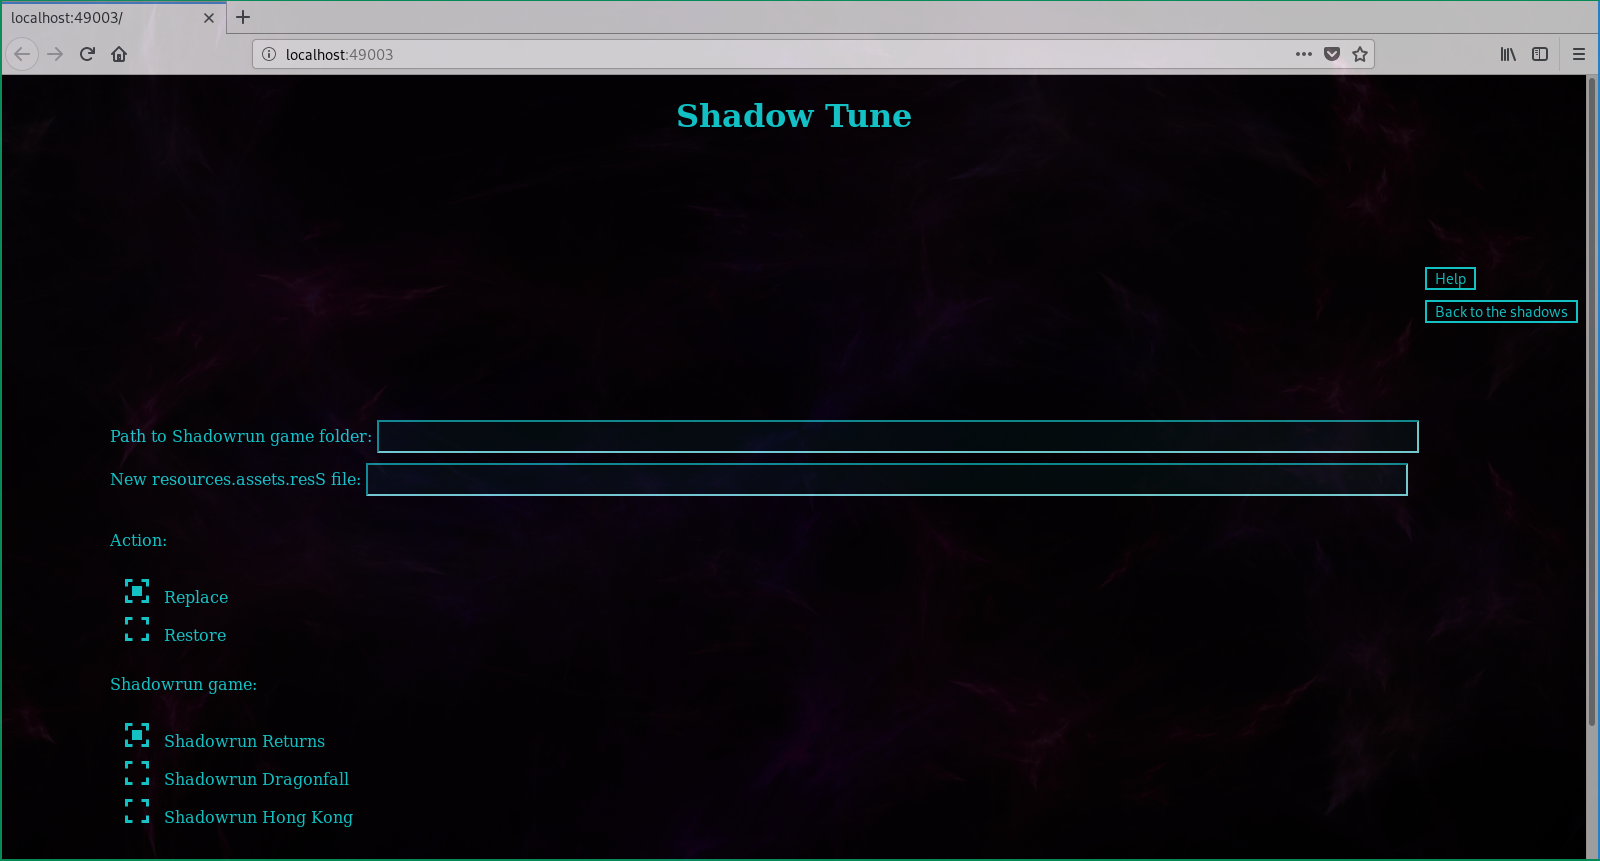 localhost:49003/
localhost:49003
Shadow Tune
Help
Back to the shadows
Path to Shadowrun game folder:
New resources.assets.resS file:
Action:
Replace
Restore
Shadowrun game:
Shadowrun Returns
Shadowrun Dragonfall
Shadowrun Hong Kong